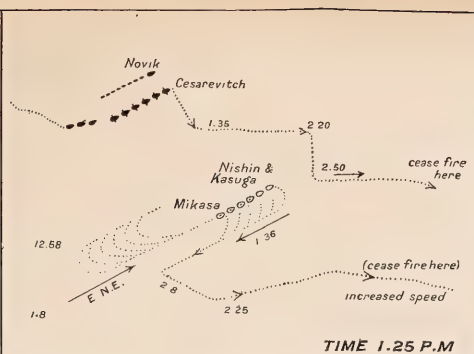 Novik
Cesarevitch
1.35
2 20
Nishin &
Kasuga
2.50
cease fire
here
Mikasa
1.36
12.58
E N.E.
1.8
2 8
2 25
(cease fire here)
increased speed
TIME 1.25 P.M